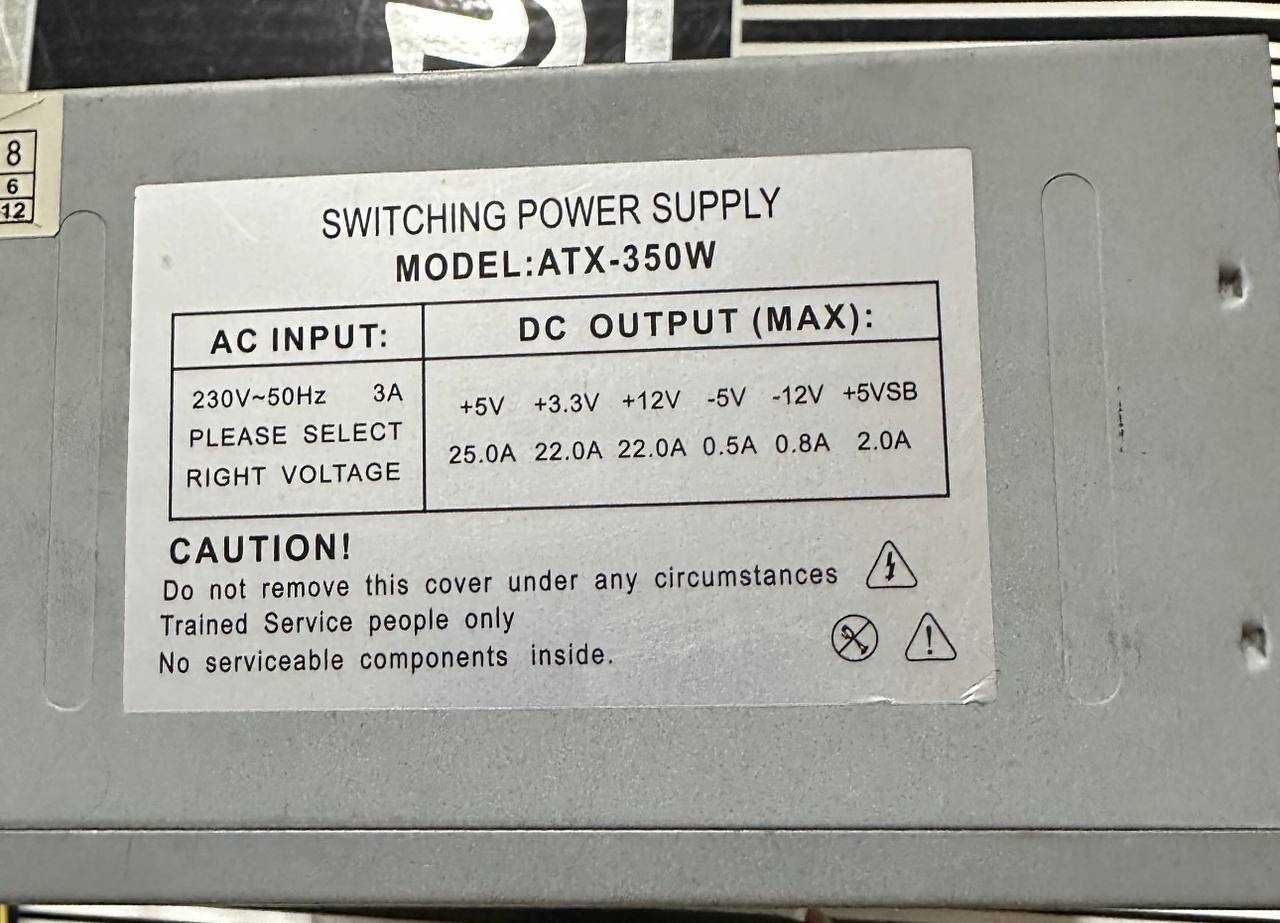 8
6
12
SWITCHING POWER SUPPLY
MODEL:ATX-350W
AC INPUT:
DC OUTPUT (MAX):
230V~50Hz 3A
PLEASE SELECT
RIGHT VOLTAGE
+5V +3.3V +12V -5V -12V +5VSB
25.0A 22.0A 22.0A 0.5A 0.8A 2.0A
CAUTION!
Do not remove this cover under any circumstances
Trained Service people only
No serviceable components inside.